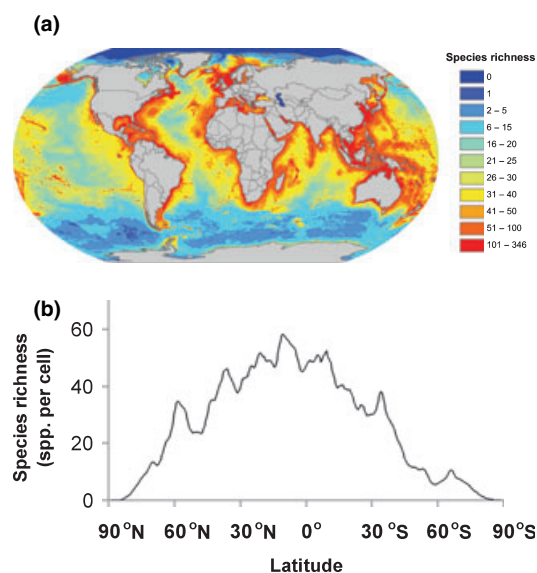 (a)
Species richness
0
1
2 – 5
6 – 15
16 – 20
21 – 25
26 – 30
31 – 40
41 – 50
51 – 100
101 – 346
(b)
Species richness
(spp. per cell)
60
40
20
0
90°N 60°N 30°N 0° 30°S 60°S 90°S
Latitude